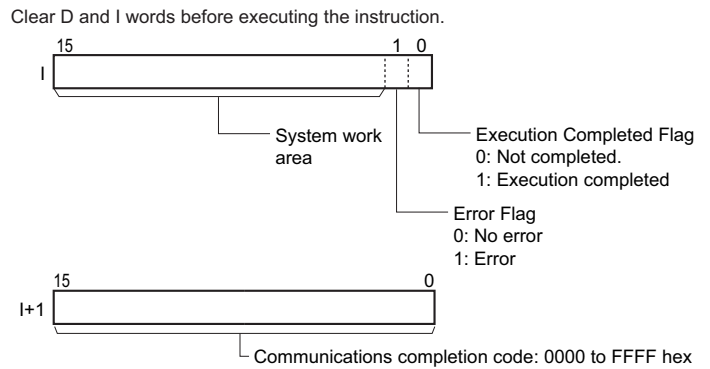 Clear D and I words before executing the instruction.
15 1 0
I
System work
area
Execution Completed Flag
0: Not completed.
1: Execution completed
Error Flag
0: No error
1: Error
15 0
I+1
Communications completion code: 0000 to FFFF hex